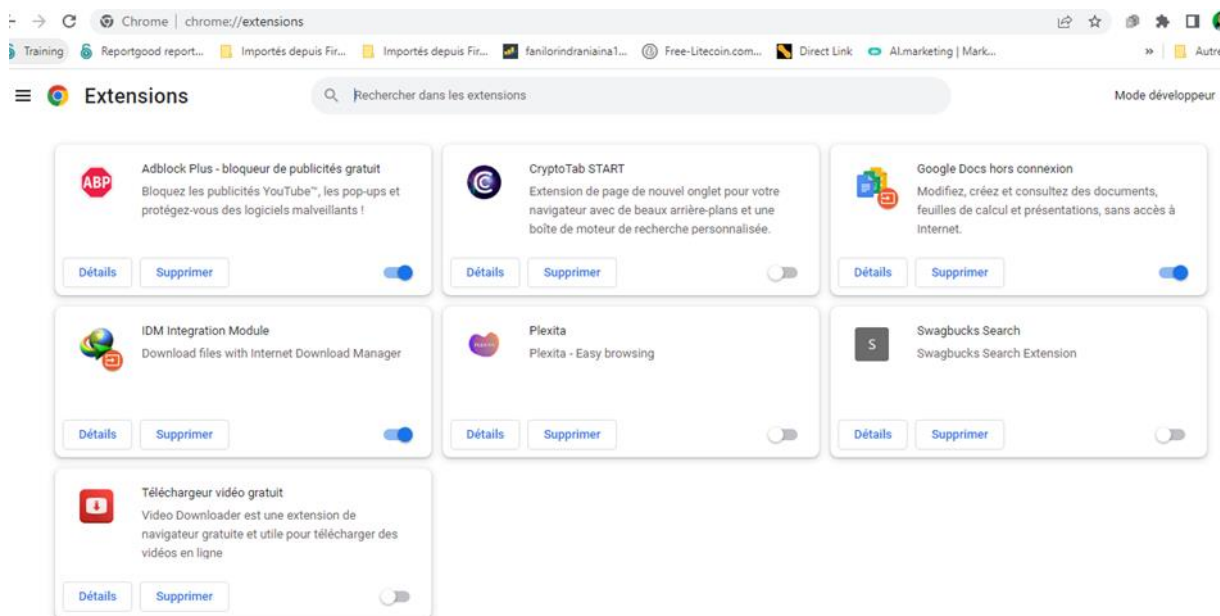 Chrome | chrome://extensions
Training Reportgood report... Importés depuis Fir... Importés depuis Fir... fanilorindraniaina1... Free-Litecoin.com... Direct Link AI.marketing | Mark... » Autre
Extensions
Rechercher dans les extensions
Mode développeur
ABP
Adblock Plus - bloqueur de publicités gratuit
Bloquez les publicités YouTube™, les pop-ups et
protégez-vous des logiciels malveillants !
Détails Supprimer
CryptoTab START
Extension de page de nouvel onglet pour votre
navigateur avec de beaux arrière-plans et une
boîte de moteur de recherche personnalisée.
Détails Supprimer
Google Docs hors connexion
Modifiez, créez et consultez des documents,
feuilles de calcul et présentations, sans accès à
Internet.
Détails Supprimer
IDM Integration Module
Download files with Internet Download Manager
Détails Supprimer
Plexita
Plexita - Easy browsing
Détails Supprimer
S
Swagbucks Search
Swagbucks Search Extension
Détails Supprimer
Téléchargeur vidéo gratuit
Video Downloader est une extension de
navigateur gratuite et utile pour télécharger des
vidéos en ligne
Détails Supprimer